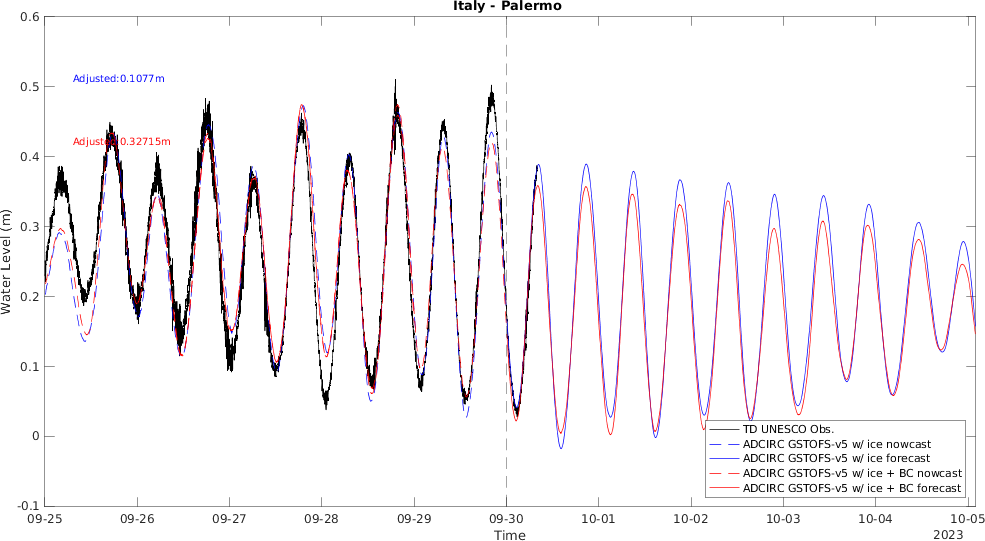 Italy - Palermo
0.6
0.5
0.4
0.3
0.2
0.1
0
-0.1
Water Level (m)
Adjusted:0.1077m
Adjusted:0.32715m
TD UNESCO Obs.
ADCIRC GSTOFS-v5 w/ ice nowcast
ADCIRC GSTOFS-v5 w/ ice forecast
ADCIRC GSTOFS-v5 w/ ice + BC nowcast
ADCIRC GSTOFS-v5 w/ ice + BC forecast
09-25 09-26 09-27 09-28 09-29 09-30 10-01 10-02 10-03 10-04 10-05
Time
2023